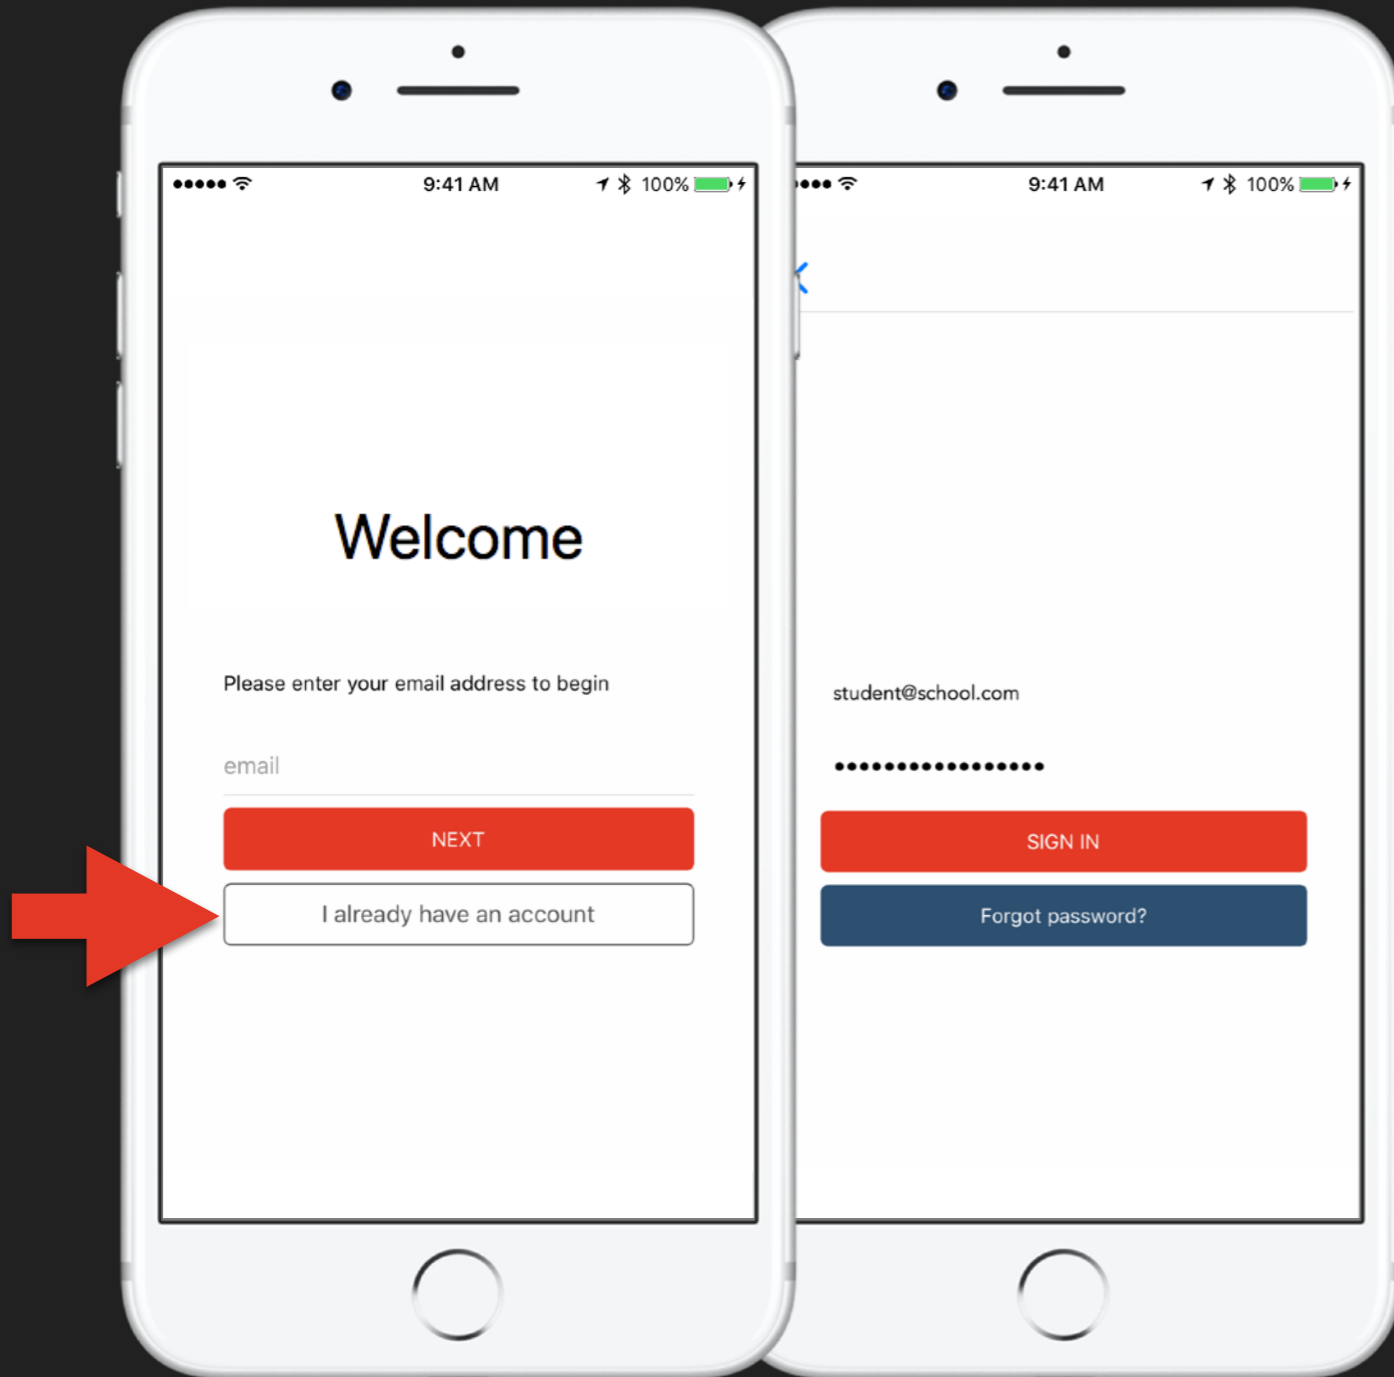 9:41 AM
100%
Welcome
Please enter your email address to begin
email
NEXT
I already have an account
9:41 AM
100%
student@school.com
•••••••••••••••••
SIGN IN
Forgot password?